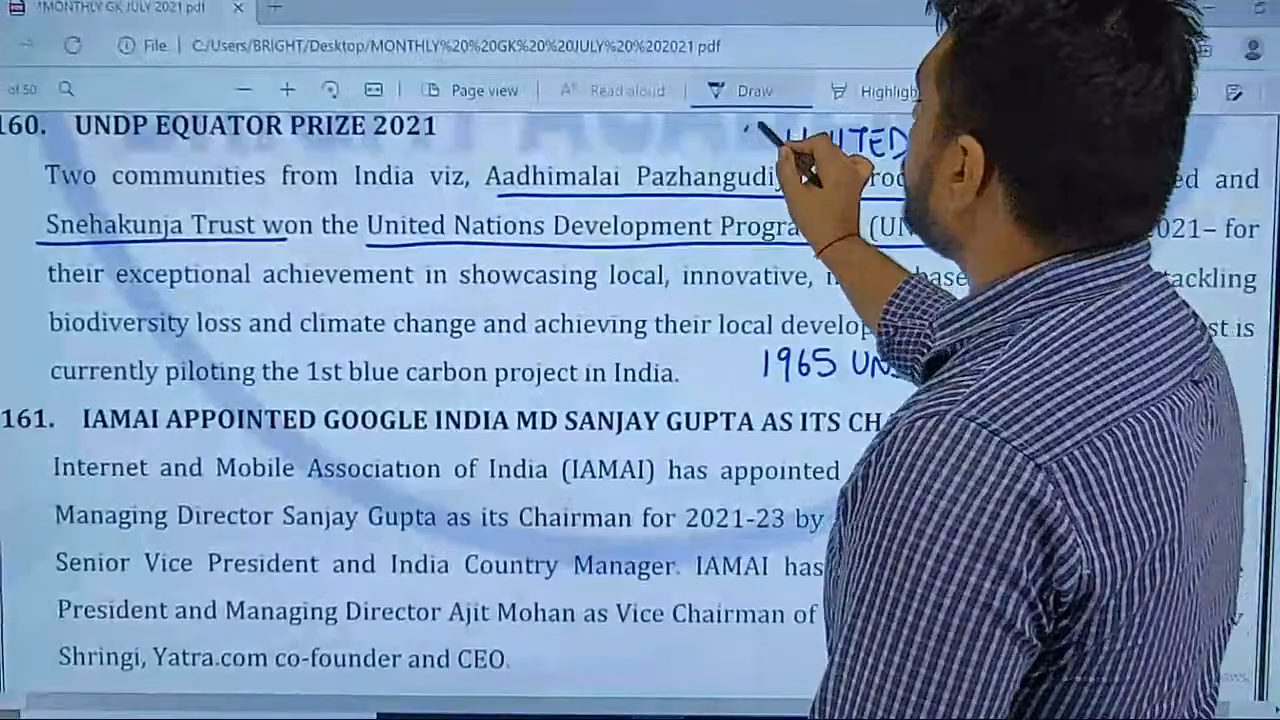 *MONTHLY GK JULY 2021 pdf
File | C:/Users/BRIGHT/Desktop/MONTHLY%20%20GK%20%20JULY%20%202021 pdf
of 50 Page view Read aloud Draw Highligh
160. UNDP EQUATOR PRIZE 2021
UNITED
Two communities from India viz, Aadhimalai and
Snehakunja Trust won the United Nations Development 2021– for
their exceptional achievement in showcasing local, innovative, tackling
biodiversity loss and climate change and achieving their local is
currently piloting the 1st blue carbon project in India. 1965
161. IAMAI APPOINTED GOOGLE INDIA MD SANJAY GUPTA AS ITS
Internet and Mobile Association of India (IAMAI) has appointed
Managing Director Sanjay Gupta as its Chairman for 2021-23 by
Senior Vice President and India Country Manager. IAMAI has
President and Managing Director Ajit Mohan as Vice Chairman of
Shringi, Yatra.com co-founder and CEO.